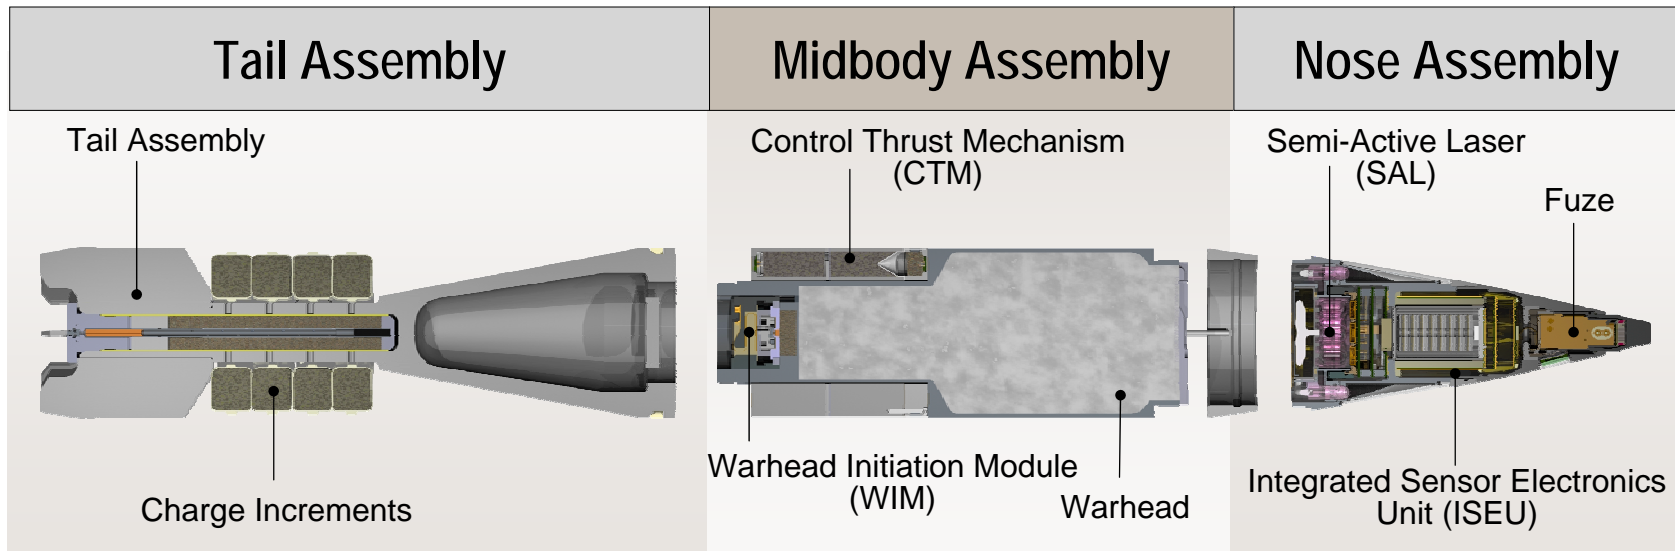 Tail Assembly
Midbody Assembly
Nose Assembly
Tail Assembly
Charge Increments
Control Thrust Mechanism
(CTM)
Warhead Initiation Module
(WIM)
Warhead
Semi-Active Laser
(SAL)
Fuze
Integrated Sensor Electronics
Unit (ISEU)